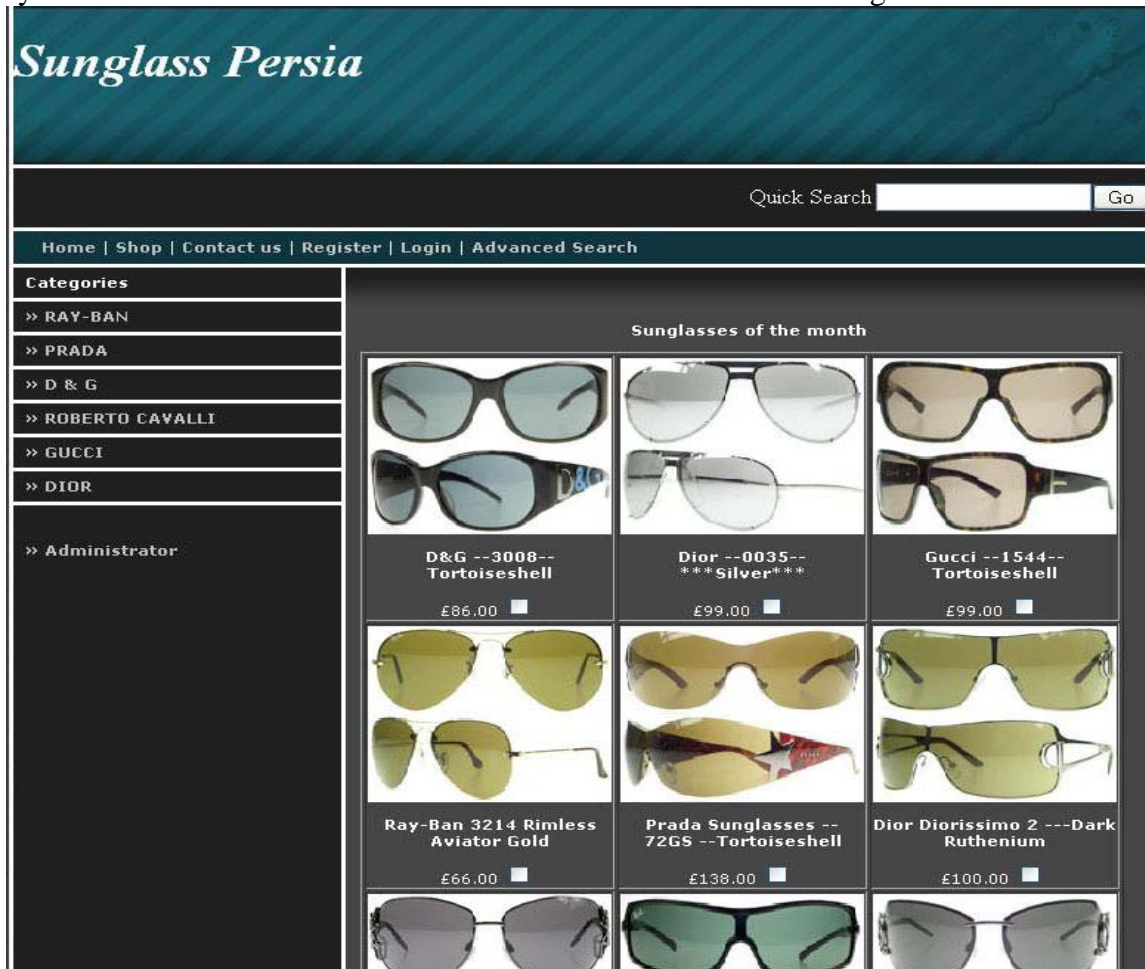 Sunglass Persia
Quick Search
Go
Home | Shop | Contact us | Register | Login | Advanced Search
Categories
» RAY-BAN
» PRADA
» D & G
» ROBERTO CAVALLI
» GUCCI
» DIOR
» Administrator
Sunglasses of the month
D&G
D&G --3008--
Tortoiseshell
£86.00
Dior --0035--
***Silver***
£99.00
Gucci --1544--
Tortoiseshell
£99.00
Ray-Ban 3214 Rimless
Aviator Gold
£66.00
Prada Sunglasses --
72GS --Tortoiseshell
£138.00
Dior Diorissimo 2 ---Dark
Ruthenium
£100.00